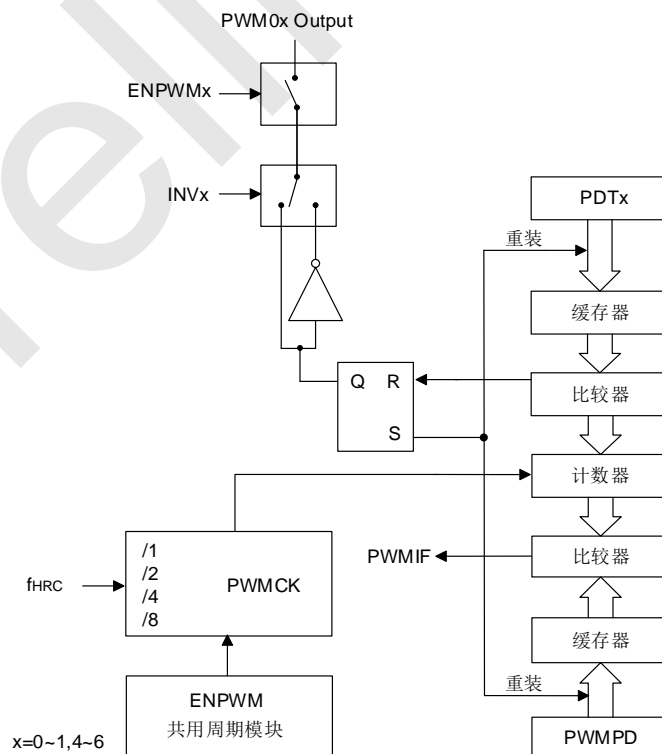 PWM0x Output
ENPWMx
INVx
PDTx
重装
缓存器
Q R
比较器
S
计数器
/1
/2
/4
/8
PWMCK
fHRC
PWMIF
比较器
缓存器
重装
ENPWM
共用周期模块
PWMPD
x=0~1,4~6